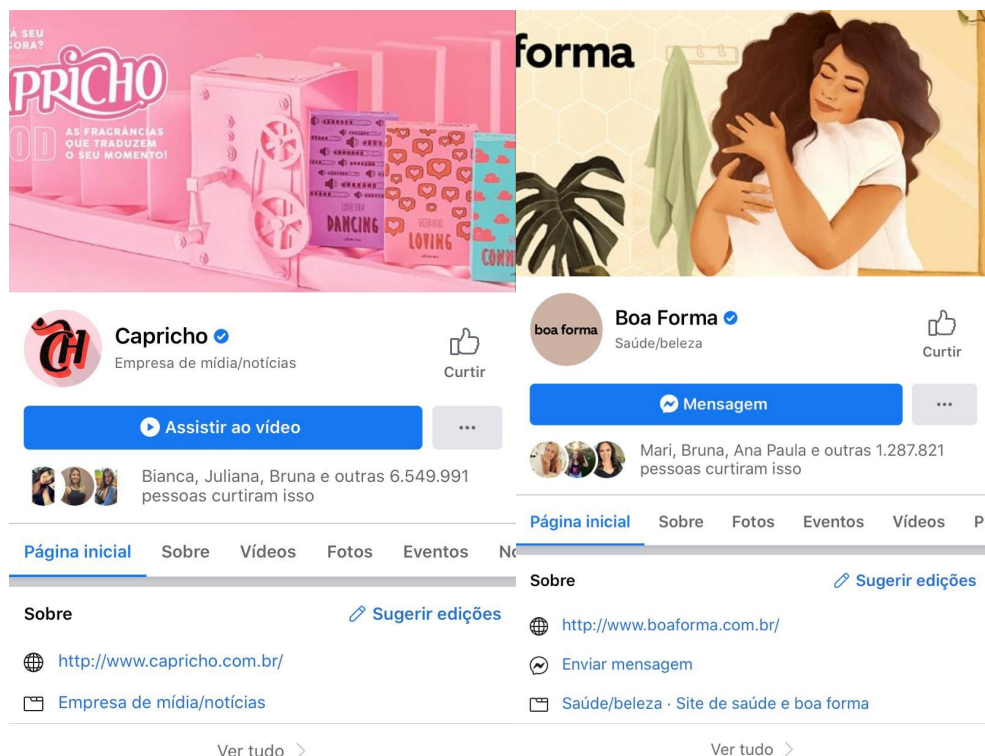 Á SEU
GORA?
APRICHO
OOD
AS FRAGRÂNCIAS
QUE TRADUZEM
O SEU MOMENTO!
DANCING
LOVING
CONN
CH
Capricho
Empresa de mídia/notícias
Curtir
Assistir ao vídeo
Bianca, Juliana, Bruna e outras 6.549.991
pessoas curtiram isso
Página inicial Sobre Vídeos Fotos Eventos No
Sobre Sugerir edições
http://www.capricho.com.br/
Empresa de mídia/notícias
Ver tudo
forma
boa forma
Boa Forma
Saúde/beleza
Curtir
Mensagem
Mari, Bruna, Ana Paula e outras 1.287.821
pessoas curtiram isso
Página inicial Sobre Fotos Eventos Vídeos P
Sobre Sugerir edições
http://www.boaforma.com.br/
Enviar mensagem
Saúde/beleza · Site de saúde e boa forma
Ver tudo